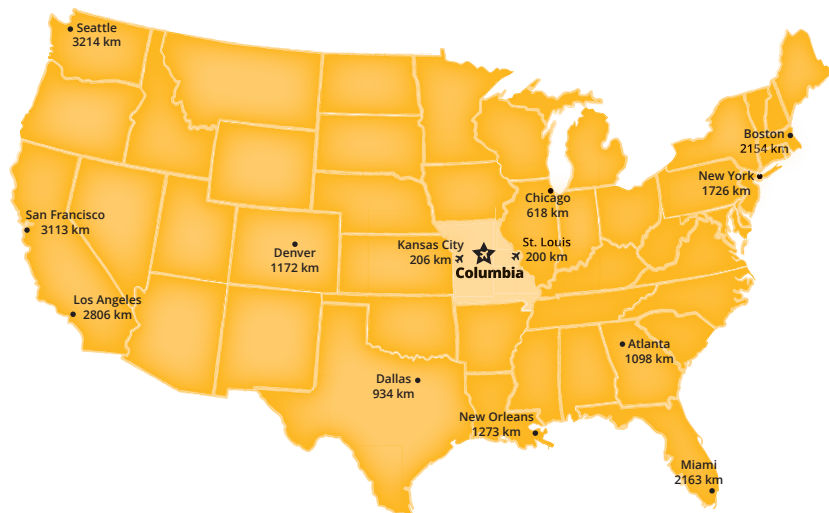 Seattle
3214 km
Boston
2154 km
New York
1726 km
Chicago
618 km
San Francisco
3113 km
Kansas City
206 km
St. Louis
200 km
Denver
1172 km
Columbia
Los Angeles
2806 km
Atlanta
1098 km
Dallas
934 km
New Orleans
1273 km
Miami
2163 km